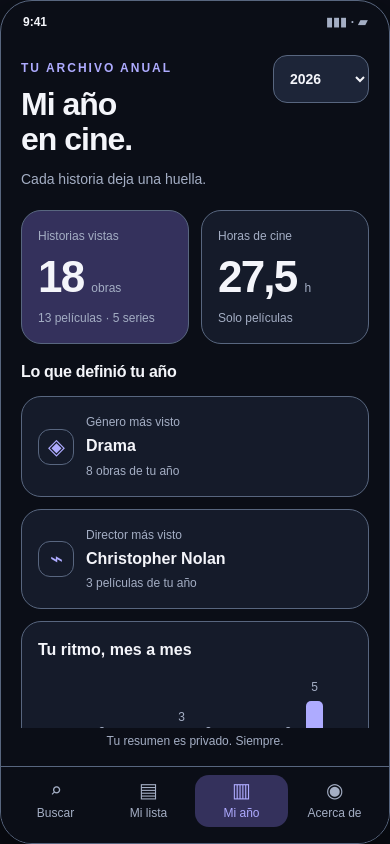 9:41
TU ARCHIVO ANUAL
2026
Mi año
en cine.
Cada historia deja una huella.
Historias vistas
18 obras
13 películas · 5 series
Horas de cine
27,5 h
Solo películas
Lo que definió tu año
Género más visto
Drama
8 obras de tu año
Director más visto
Christopher Nolan
3 películas de tu año
Tu ritmo, mes a mes
5
3
Tu resumen es privado. Siempre.
Buscar
Mi lista
Mi año
Acerca de